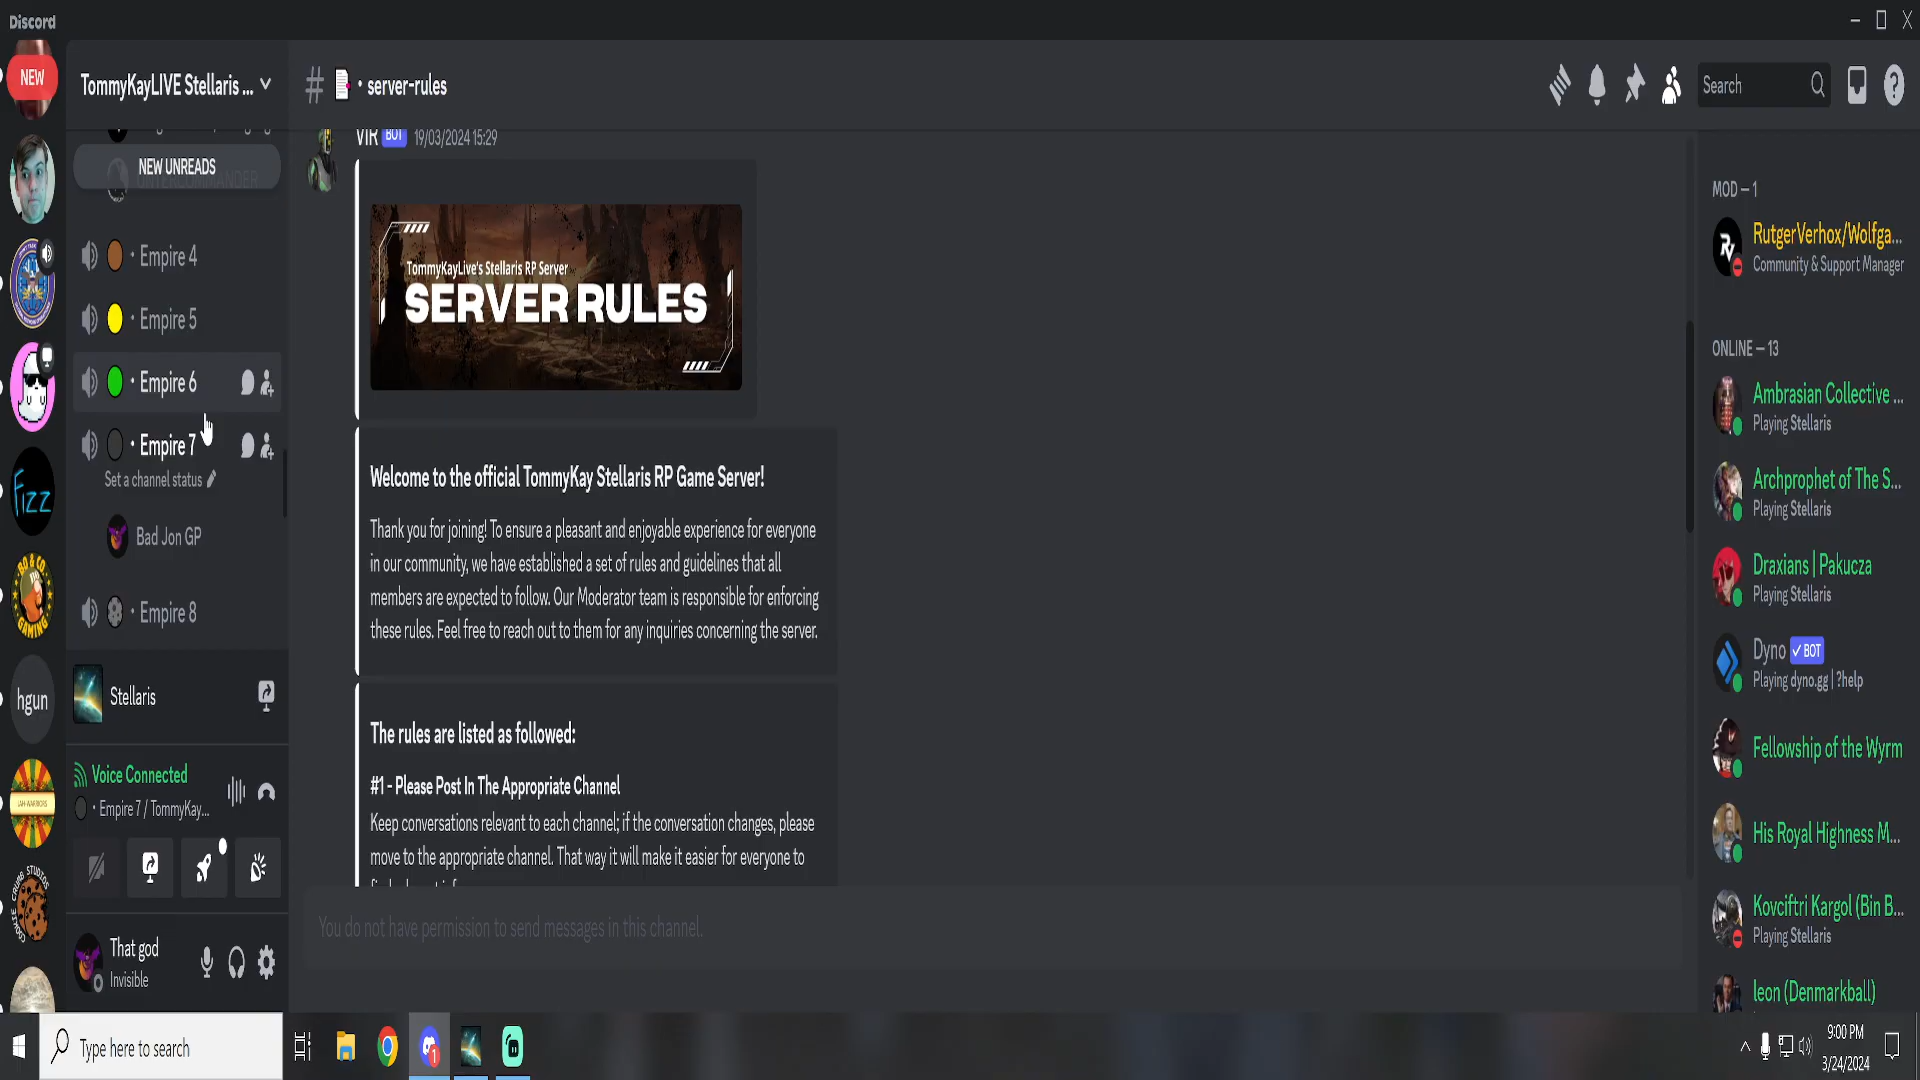 Discord
NEW
TommyKayLIVE Stellaris ...
NEW UNREADS
Empire 4
Empire 5
Empire 6
Empire 7
Set a channel status
Bad Jon GP
Empire 8
Stellaris
Voice Connected
• Empire 7 / TommyKay...
That god
Invisible
Fizz
BO & CO.
GAMING
hgun
JAH-WARRIORS
# • server-rules
Search
VIR BOT 19/03/2024 15:29
TommyKayLive's Stellaris RP Server
SERVER RULES
Welcome to the official TommyKay Stellaris RP Game Server!
Thank you for joining! To ensure a pleasant and enjoyable experience for everyone
in our community, we have established a set of rules and guidelines that all
members are expected to follow. Our Moderator team is responsible for enforcing
these rules. Feel free to reach out to them for any inquiries concerning the server.
The rules are listed as followed:
#1 - Please Post In The Appropriate Channel
Keep conversations relevant to each channel; if the conversation changes, please
move to the appropriate channel. That way it will make it easier for everyone to
You do not have permission to send messages in this channel.
MOD — 1
RutgerVerhox/Wolfga...
Community & Support Manager
ONLINE — 13
Ambrasian Collective ...
Playing Stellaris
Archprophet of The S...
Playing Stellaris
Draxians | Pakucza
Playing Stellaris
Dyno ✓ BOT
Playing dyno.gg | ?help
Fellowship of the Wyrm
His Royal Highness M...
Kovciftri Kargol (Bin B...
Playing Stellaris
leon (Denmarkball)
Type here to search
1
9:00 PM
3/24/2024